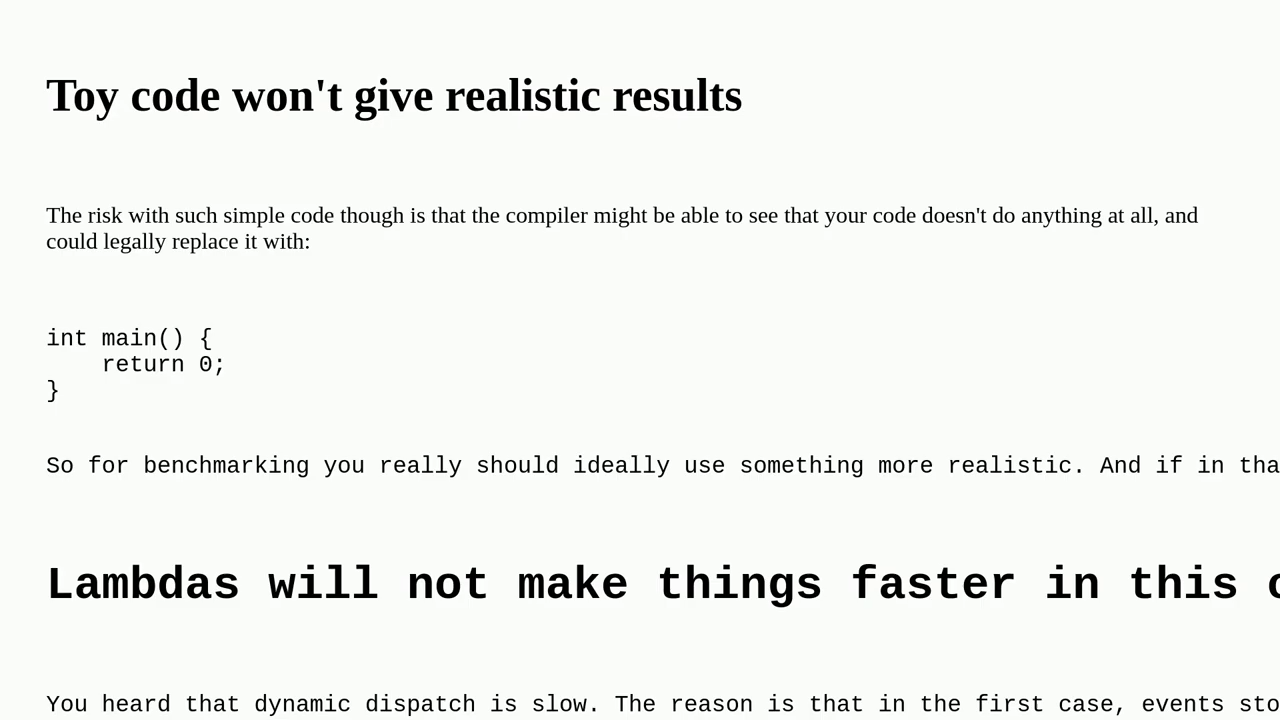 Toy code won't give realistic results
The risk with such simple code though is that the compiler might be able to see that your code doesn't do anything at all, and
could legally replace it with:
int main() {
    return 0;
}
So for benchmarking you really should ideally use something more realistic. And if in
Lambdas will not make things faster in this
You heard that dynamic dispatch is slow. The reason is that in the first case, events